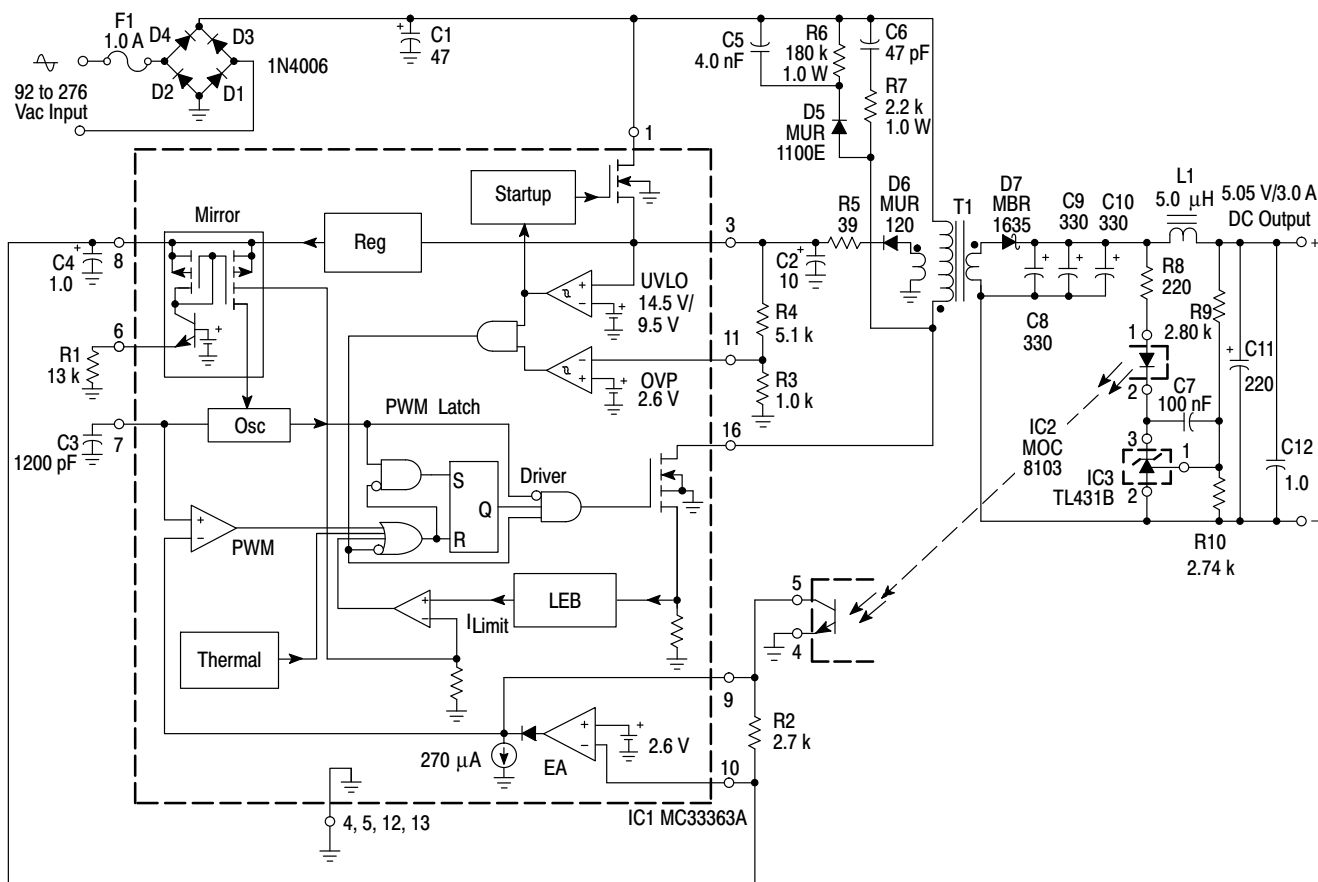 F1
1.0 A
D4
D3
D2
D1
1N4006
92 to 276
Vac Input
C1
47
+
1
C5
4.0 nF
R6
180 k
1.0 W
C6
47 pF
R7
2.2 k
1.0 W
D5
MUR
1100E
Startup
Mirror
Reg
8
C4
1.0
+
3
R5
39
D6
MUR
120
T1
D7
MBR
1635
C9
330
C10
330
L1
5.0 μH
5.05 V/3.0 A
DC Output
+
C2
10
+
UVLO
14.5 V/
9.5 V
+
−
+
R4
5.1 k
11
R8
220
R9
2.80 k
C8
330
+
+
+
6
R1
13 k
+
OVP
2.6 V
−
+
+
R3
1.0 k
1
2
C7
100 nF
C11
220
+
Osc
PWM Latch
16
C3
1200 pF
7
IC2
MOC
8103
3
1
IC3
TL431B
2
C12
1.0
−
S
Q
R
Driver
+
−
PWM
R10
2.74 k
+
−
ILimit
LEB
5
4
Thermal
9
R2
2.7 k
270 μA
+
−
EA
+
2.6 V
10
4, 5, 12, 13
IC1 MC33363A